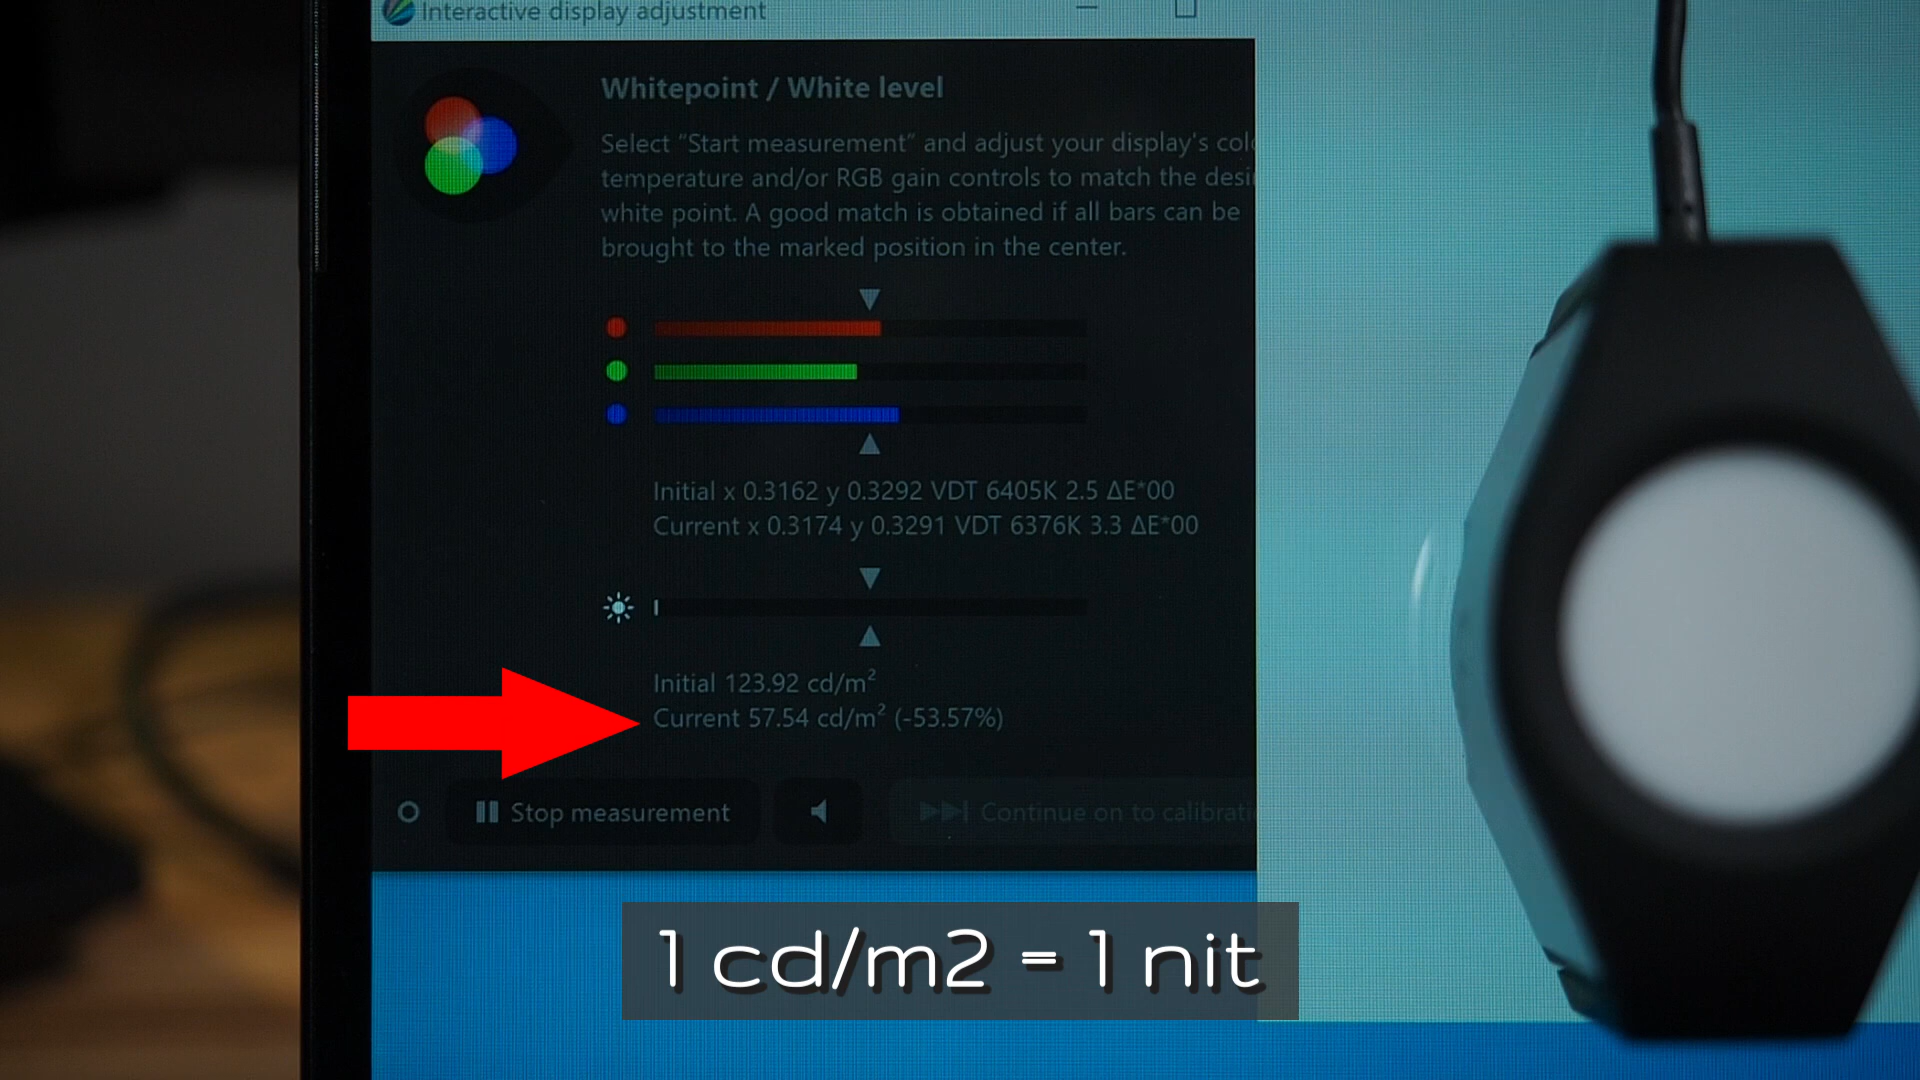 Interactive display adjustment
Whitepoint / White level
Select "Start measurement" and adjust your display's
temperature and/or RGB gain controls to match the
white point. A good match is obtained if all bars can be
brought to the marked position in the center.
Initial x 0.3162 y 0.3292 VDT 6405K 2.5 ΔE*00
Current x 0.3174 y 0.3291 VDT 6376K 3.3 ΔE*00
Initial 123.92 cd/m²
Current 57.54 cd/m² (-53.57%)
Stop measurement
Continue on to
1 cd/m2 = 1 nit